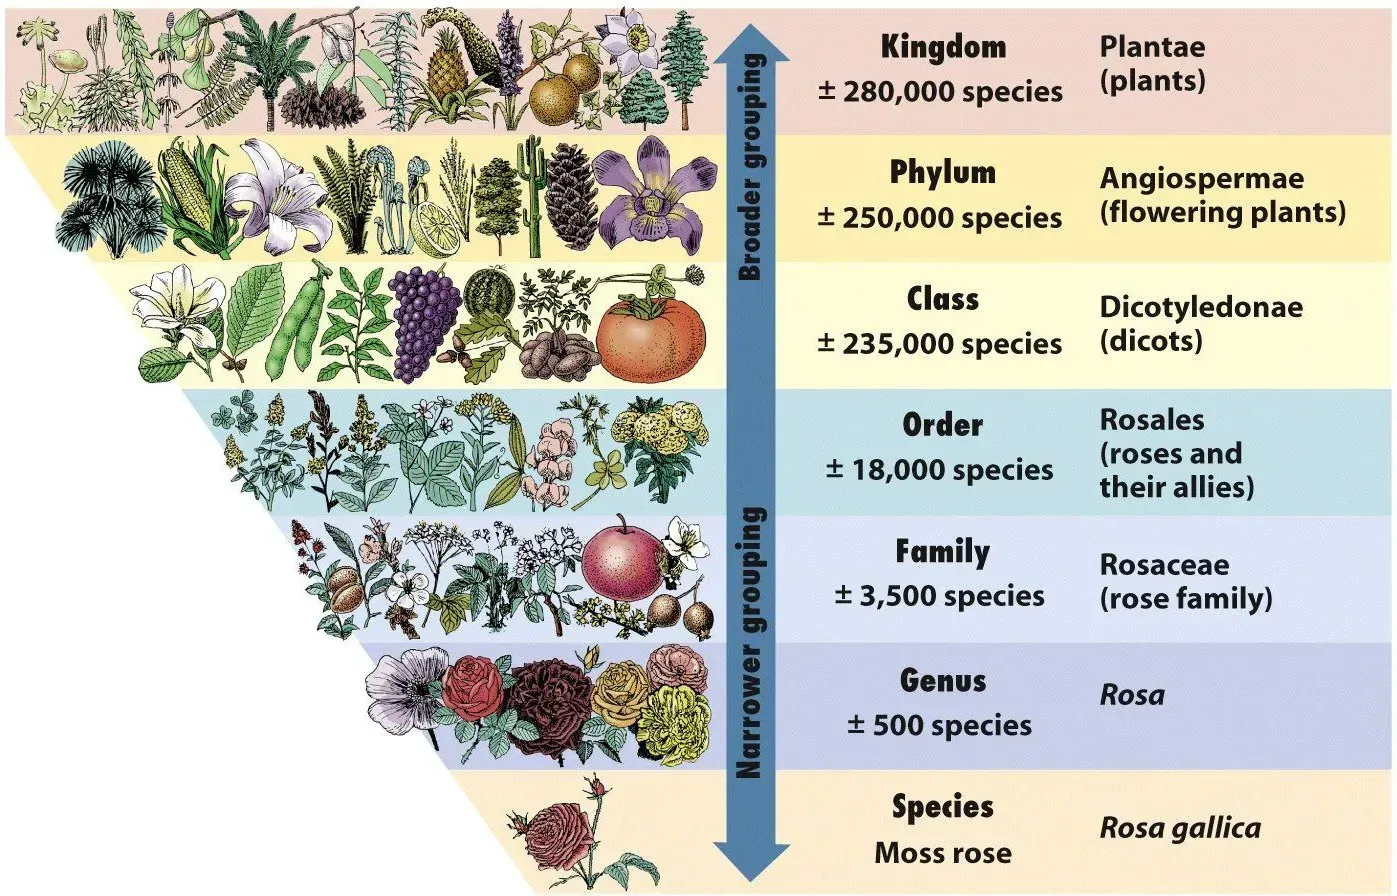 Kingdom
± 280,000 species
Plantae
(plants)
Phylum
± 250,000 species
Angiospermae
(flowering plants)
Class
± 235,000 species
Dicotyledonae
(dicots)
Order
± 18,000 species
Rosales
(roses and
their allies)
Family
± 3,500 species
Rosaceae
(rose family)
Genus
± 500 species
Rosa
Species
Moss rose
Rosa gallica
Broader grouping
Narrower grouping